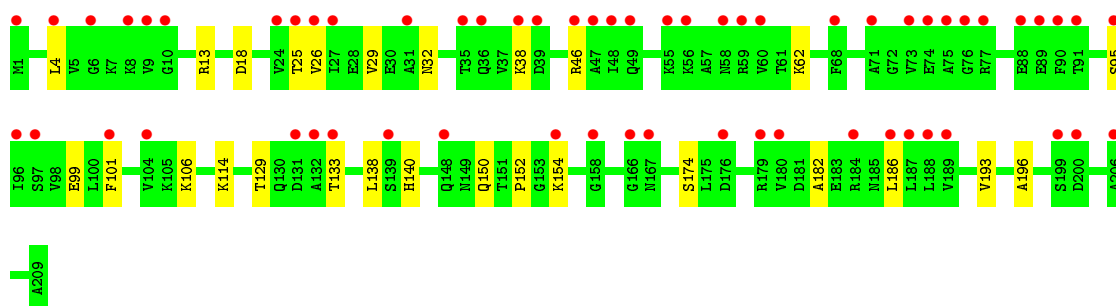 M1 L4 V5 G6 K7 K8 V9 G10 R13 D18 V24 T25 V26 I27 E28 V29 E30 A31 N32 T35 Q36 V37 K38 D39 R46 A47 I48 Q49 K55 K56 A57 N58 R59 V60 T61 K62 F68 A71 G72 V73 E74 A75 G76 R77 E88 E89 F90 T91 S95
I96 S97 V98 E99 L100 F101 V104 K105 K106 K114 T129 Q130 D131 A132 T133 L138 S139 H140 Q148 N149 Q150 T151 P152 G153 K154 G158 G166 N167 S174 L175 D176 R179 V180 D181 A182 E183 R184 N185 L186 L187 L188 V189 V193 A196 S199 D200 A206
A209